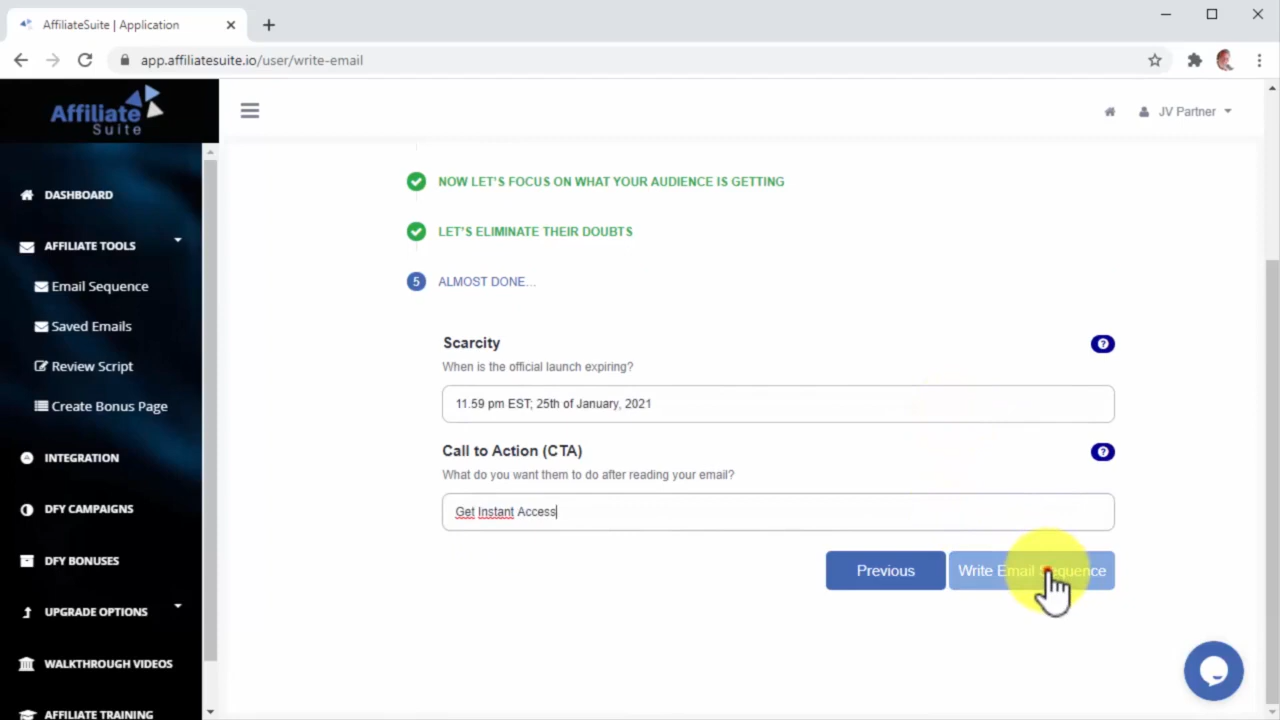 AffiliateSuite | Application
app.affiliatesuite.io/user/write-email
Affiliate
Suite
JV Partner
DASHBOARD
AFFILIATE TOOLS
Email Sequence
Saved Emails
Review Script
Create Bonus Page
INTEGRATION
DFY CAMPAIGNS
DFY BONUSES
UPGRADE OPTIONS
WALKTHROUGH VIDEOS
AFFILIATE TRAINING
NOW LET'S FOCUS ON WHAT YOUR AUDIENCE IS GETTING
LET'S ELIMINATE THEIR DOUBTS
5 ALMOST DONE...
Scarcity
When is the official launch expiring?
11.59 pm EST; 25th of January, 2021
Call to Action (CTA)
What do you want them to do after reading your email?
Get Instant Access
Previous
Write Email Sequence